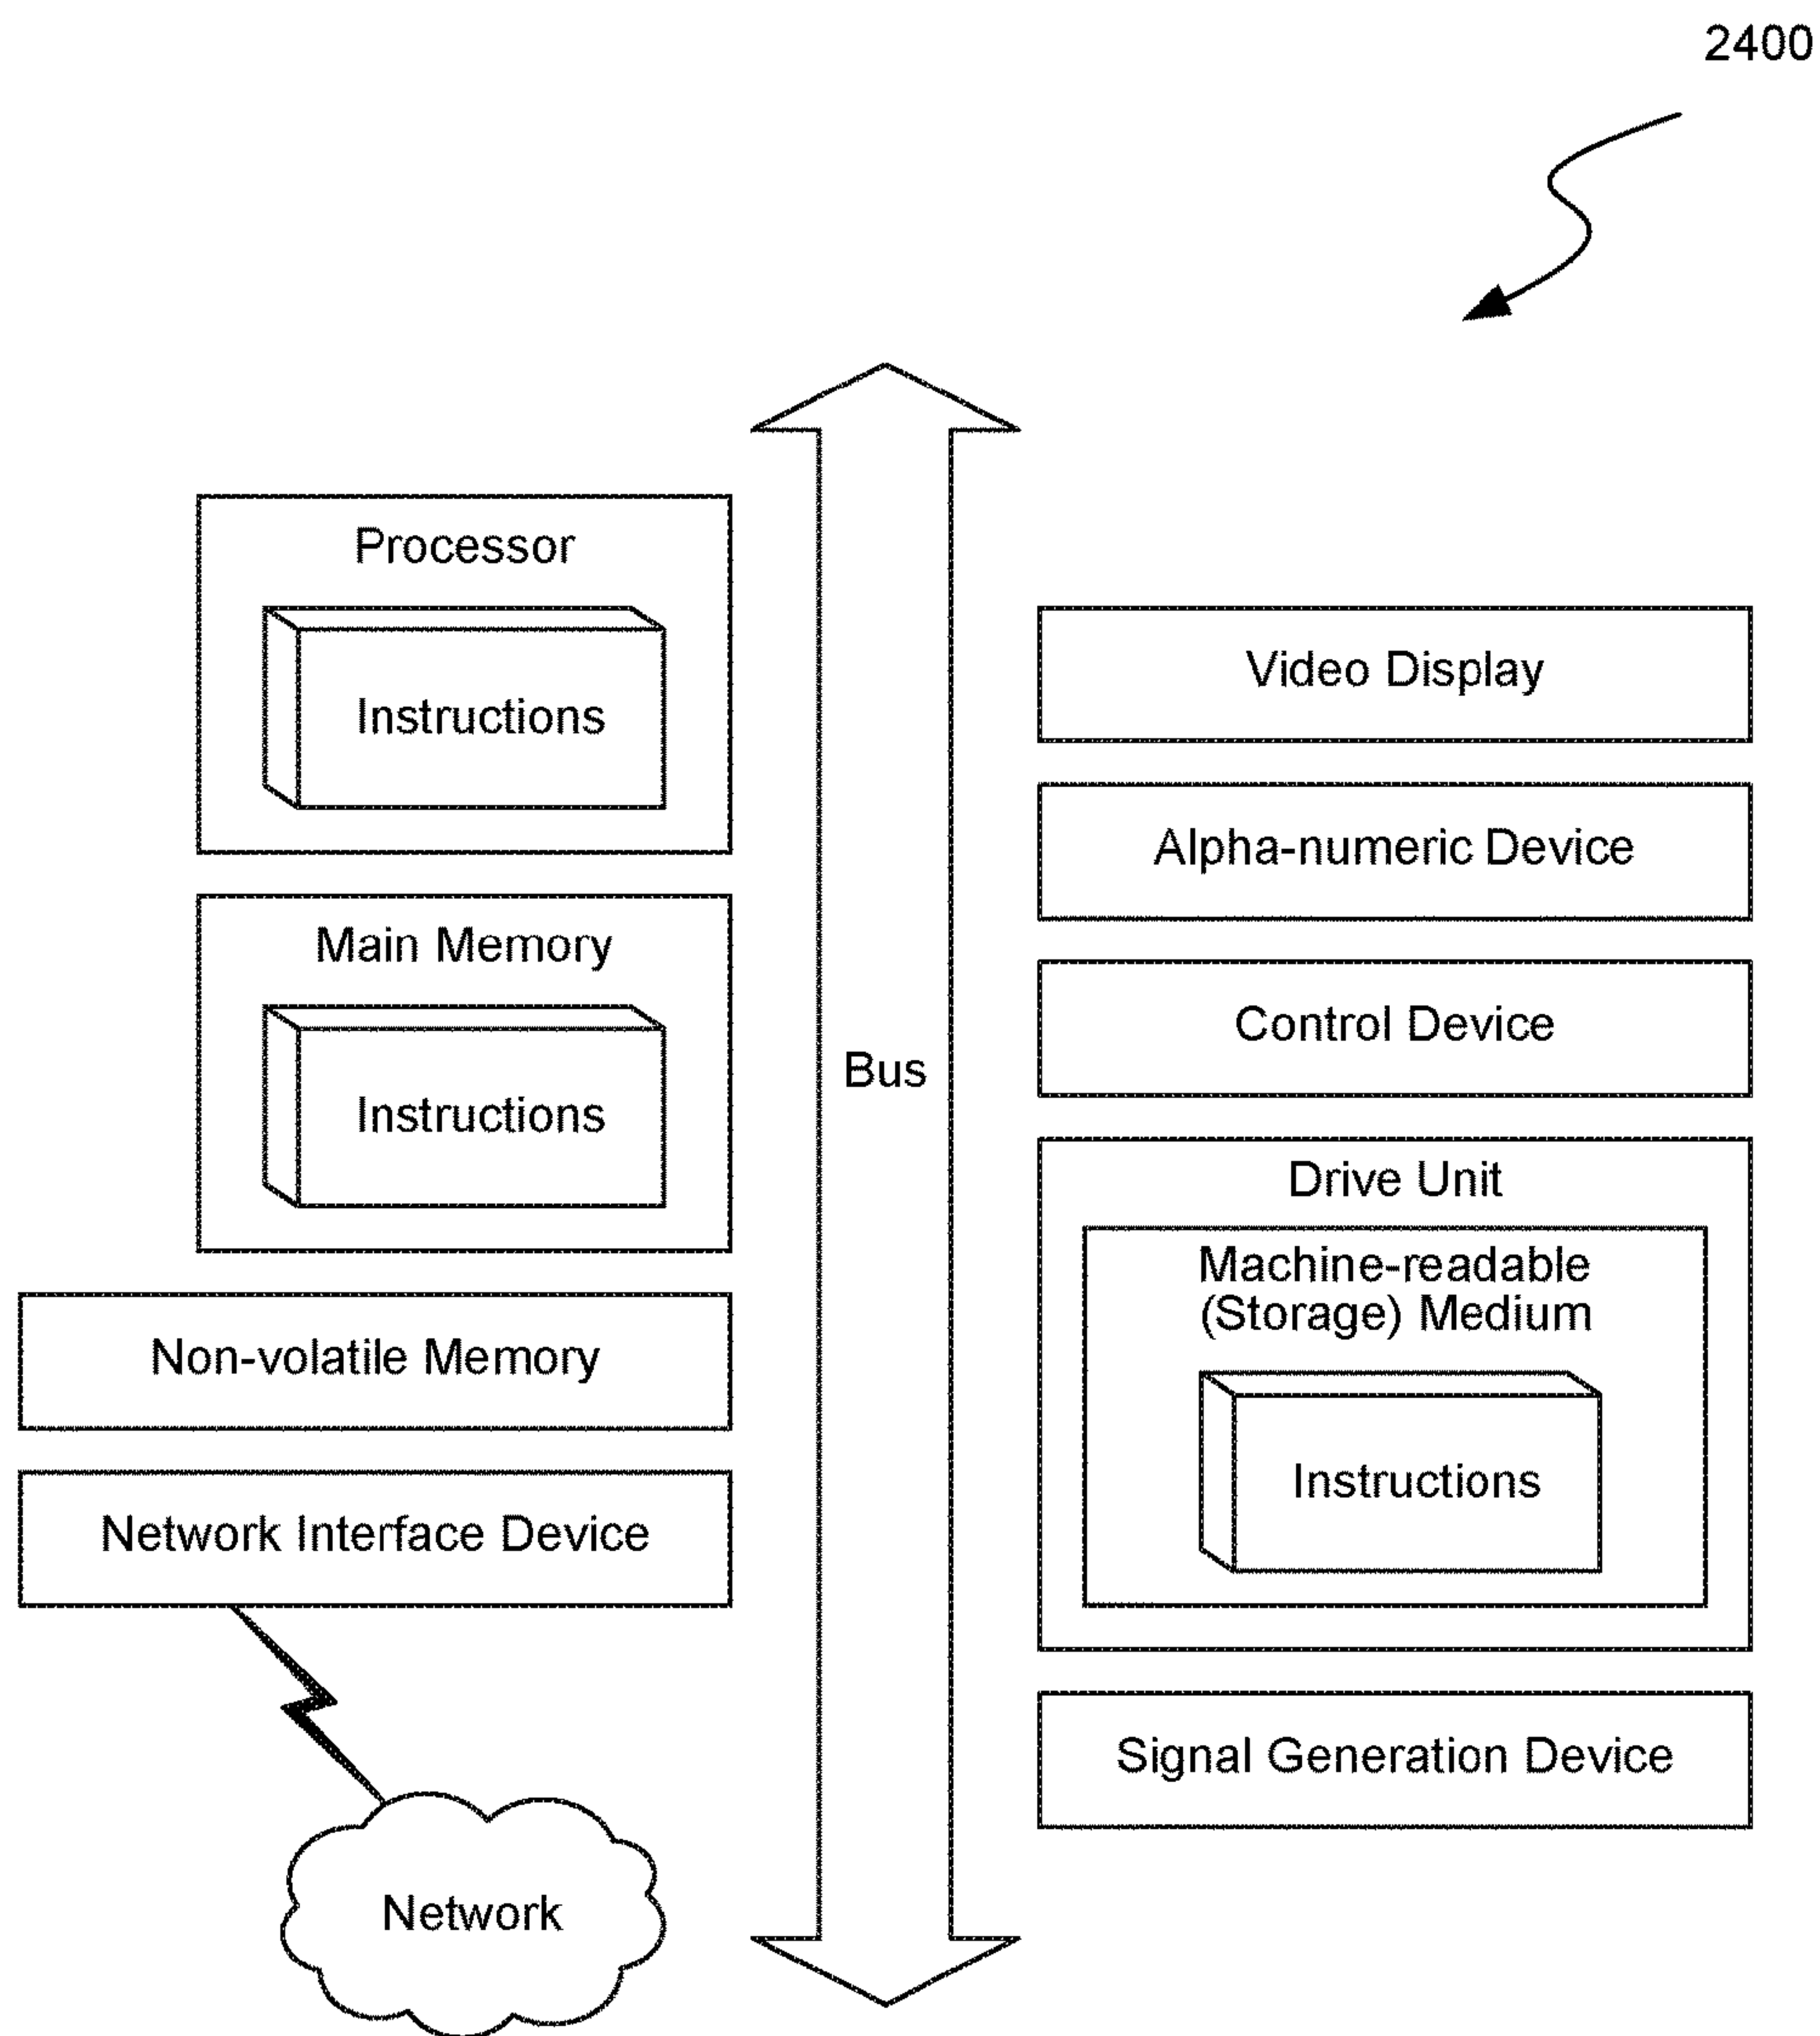 2400
Processor
Instructions
Main Memory
Instructions
Non-volatile Memory
Network Interface Device
Network
Bus
Video Display
Alpha-numeric Device
Control Device
Drive Unit
Machine-readable
(Storage) Medium
Instructions
Signal Generation Device